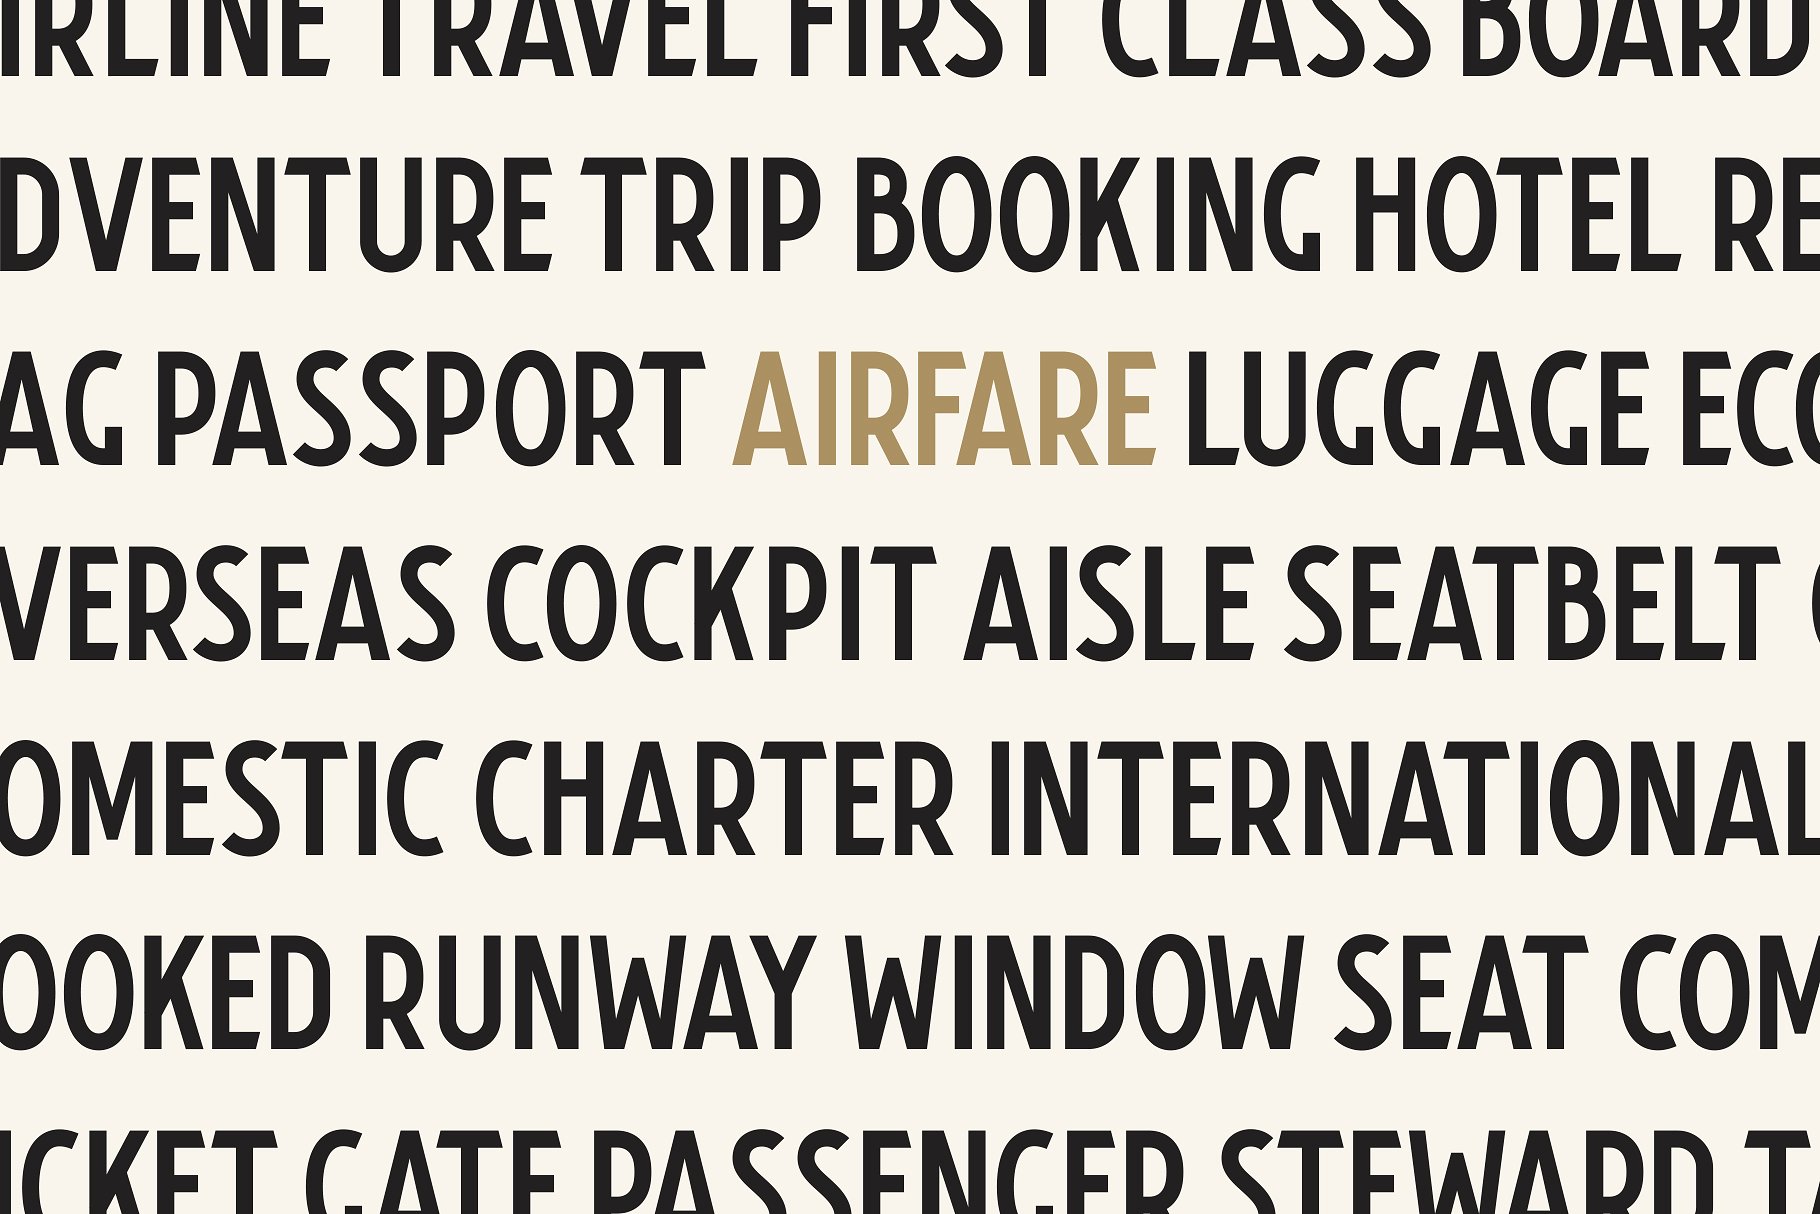 IRLINE TRAVEL FIRST CLASS BOARD
DVENTURE TRIP BOOKING HOTEL RE
AG PASSPORT AIRFARE LUGGAGE ECO
VERSEAS COCKPIT AISLE SEATBELT
OMESTIC CHARTER INTERNATIONAL
OOKED RUNWAY WINDOW SEAT COM
ICKET GATE PASSENGER STEWARD TA